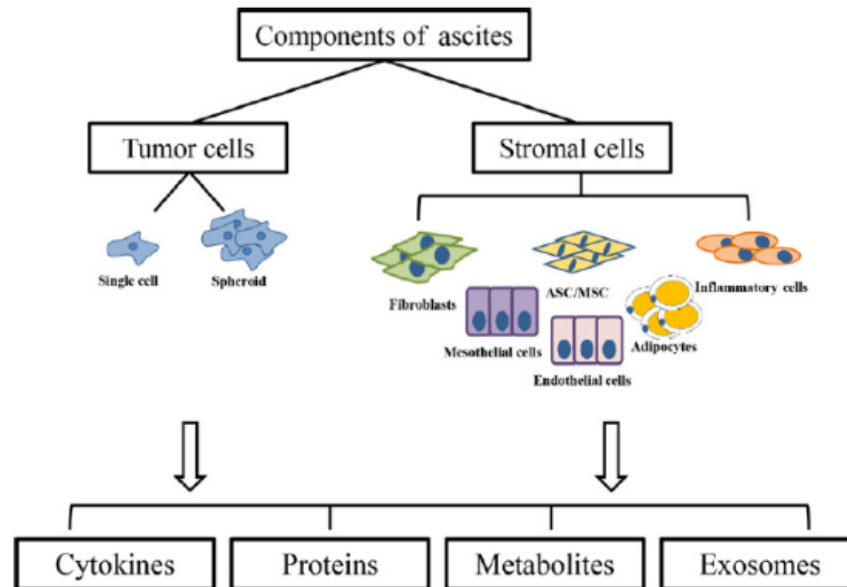 Components of ascites
Tumor cells
Stromal cells
Single cell
Spheroid
Fibroblasts
ASC/MSC
Inflammatory cells
Mesothelial cells
Adipocytes
Endothelial cells
Cytokines
Proteins
Metabolites
Exosomes